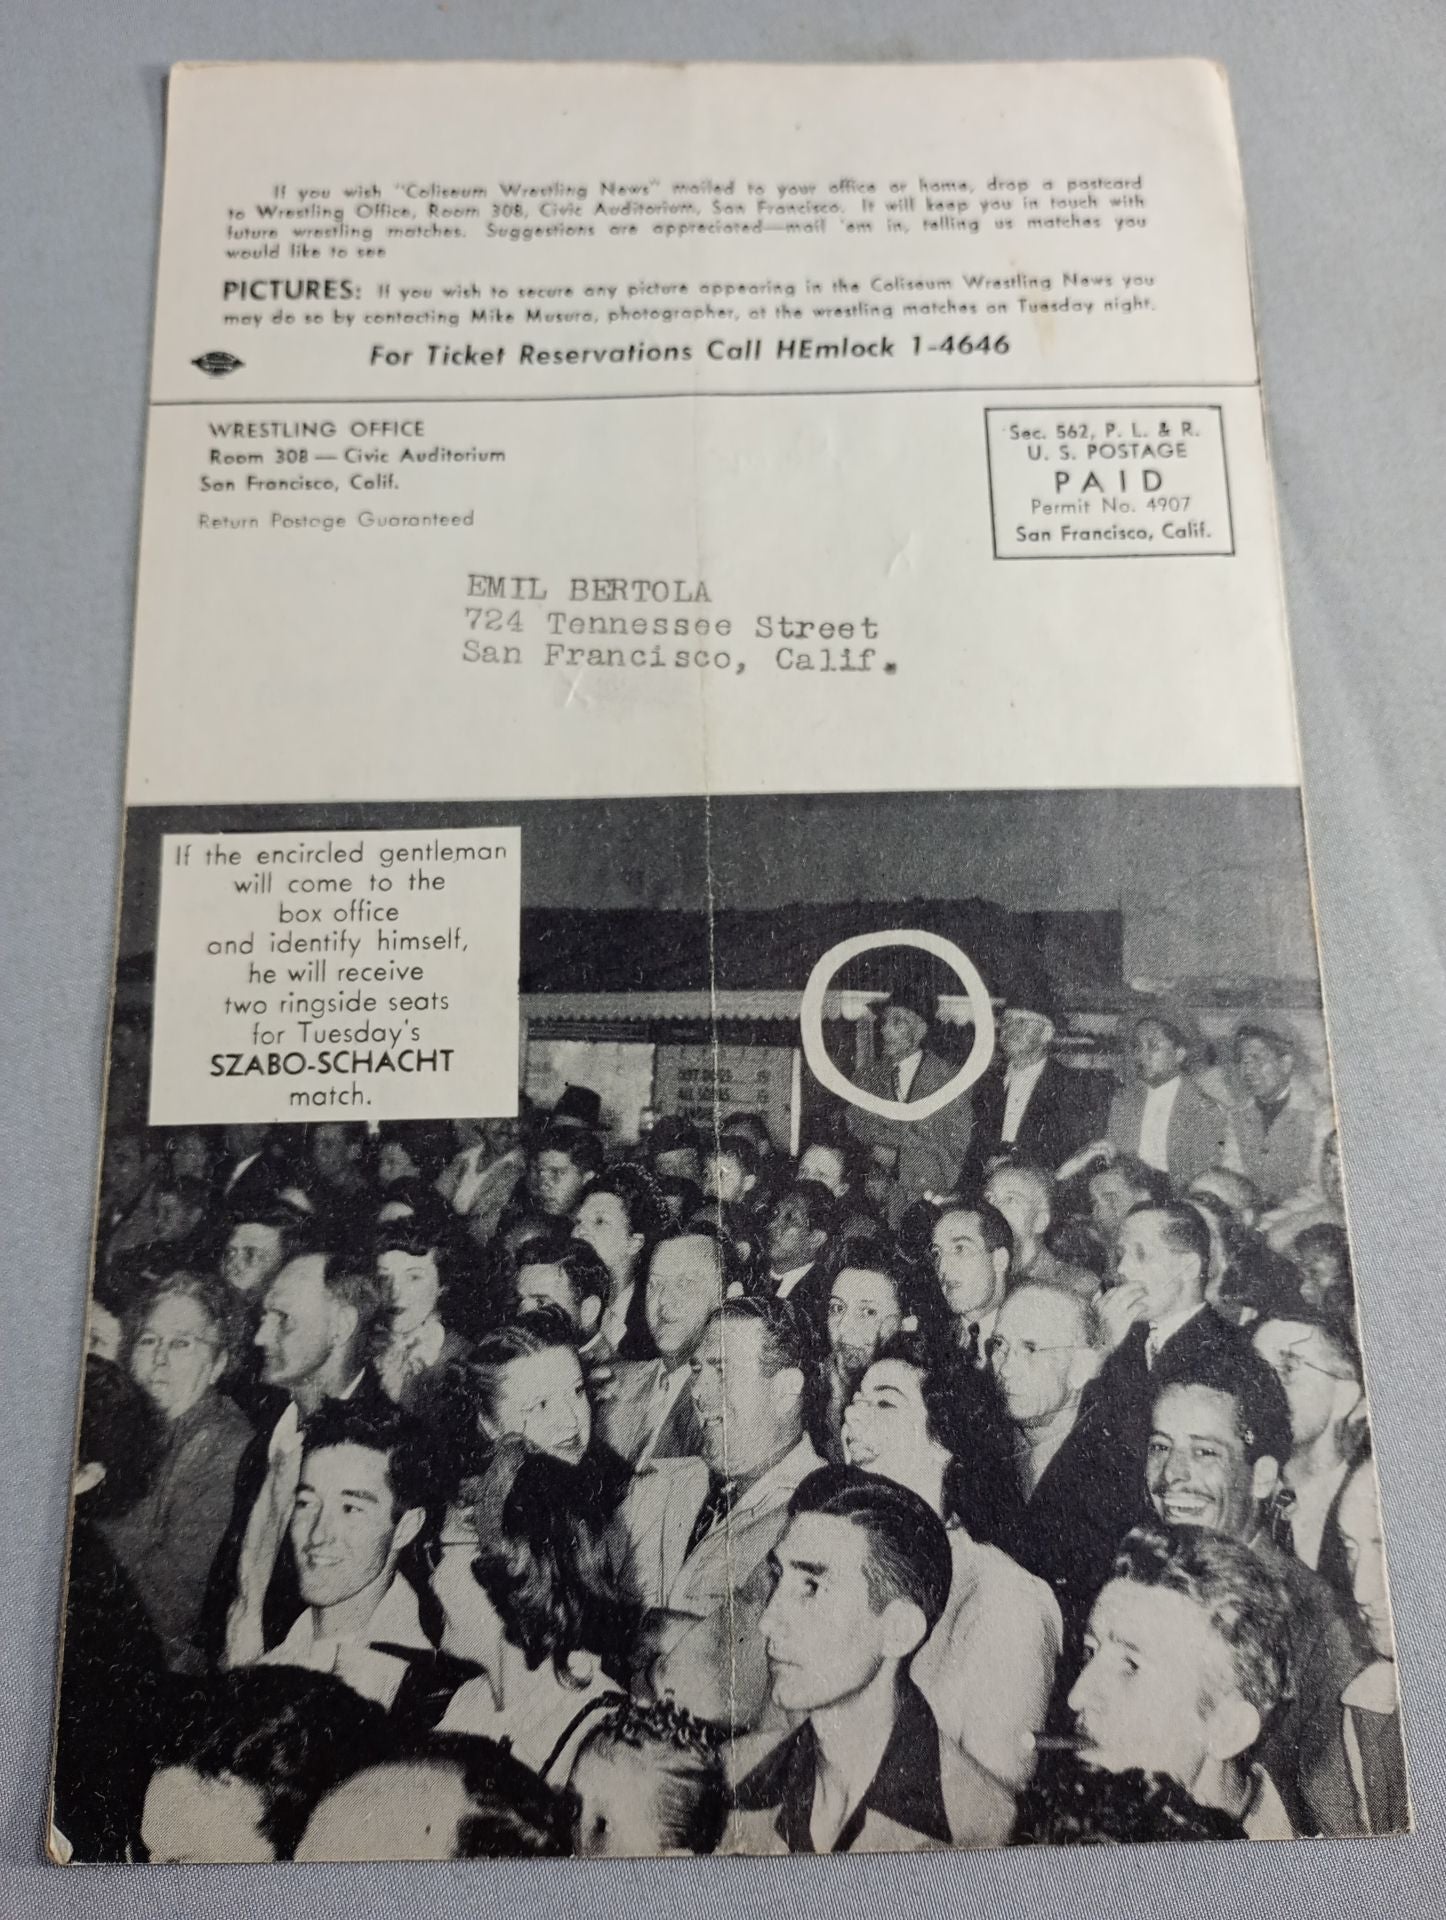 If you wish "Coliseum Wrestling News" mailed to your office or home, drop a postcard
to Wrestling Office, Room 308, Civic Auditorium, San Francisco. It will keep you in touch with
future wrestling matches. Suggestions are appreciated—mail 'em in, telling us matches you
would like to see
PICTURES: If you wish to secure any picture appearing in the Coliseum Wrestling News you
may do so by contacting Mike Musura, photographer, at the wrestling matches on Tuesday night.
For Ticket Reservations Call HEmlock 1-4646
WRESTLING OFFICE
Room 308 — Civic Auditorium
San Francisco, Calif.
Return Postage Guaranteed
Sec. 562, P. L. & R.
U. S. POSTAGE
PAID
Permit No. 4907
San Francisco, Calif.
EMIL BERTOLA
724 Tennessee Street
San Francisco, Calif.
If the encircled gentleman
will come to the
box office
and identify himself,
he will receive
two ringside seats
for Tuesday's
SZABO-SCHACHT
match.